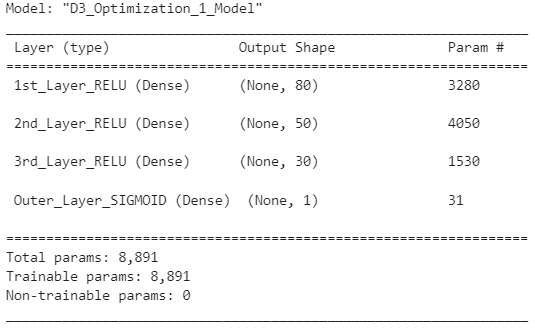 Model: "D3_Optimization_1_Model"
Layer (type) Output Shape Param #
1st_Layer_RELU (Dense) (None, 80) 3280
2nd_Layer_RELU (Dense) (None, 50) 4050
3rd_Layer_RELU (Dense) (None, 30) 1530
Outer_Layer_SIGMOID (Dense) (None, 1) 31
Total params: 8,891
Trainable params: 8,891
Non-trainable params: 0